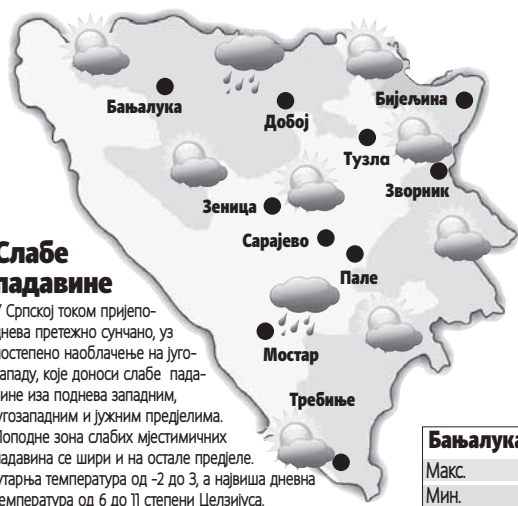 Бањалука
Добој
Бијељина
Тузла
Зворник
Зеница
Сарајево
Пале
Мостар
Требиње
Слабе
падавине
Српској током пријепо-
днева претежно сунчано, уз
постепено наоблачење на југо-
западу, које доноси слабе пада-
вине иза поднева западним,
југозападним и јужним предјелима.
Поподне зона слабих мјестимичних
падавина се шири и на остале предјеле.
Јутарња температура од -2 до 3, а највиша дневна
температура од 6 до 11 степени Целзијуса.
Бањалука
Макс.
Мин.